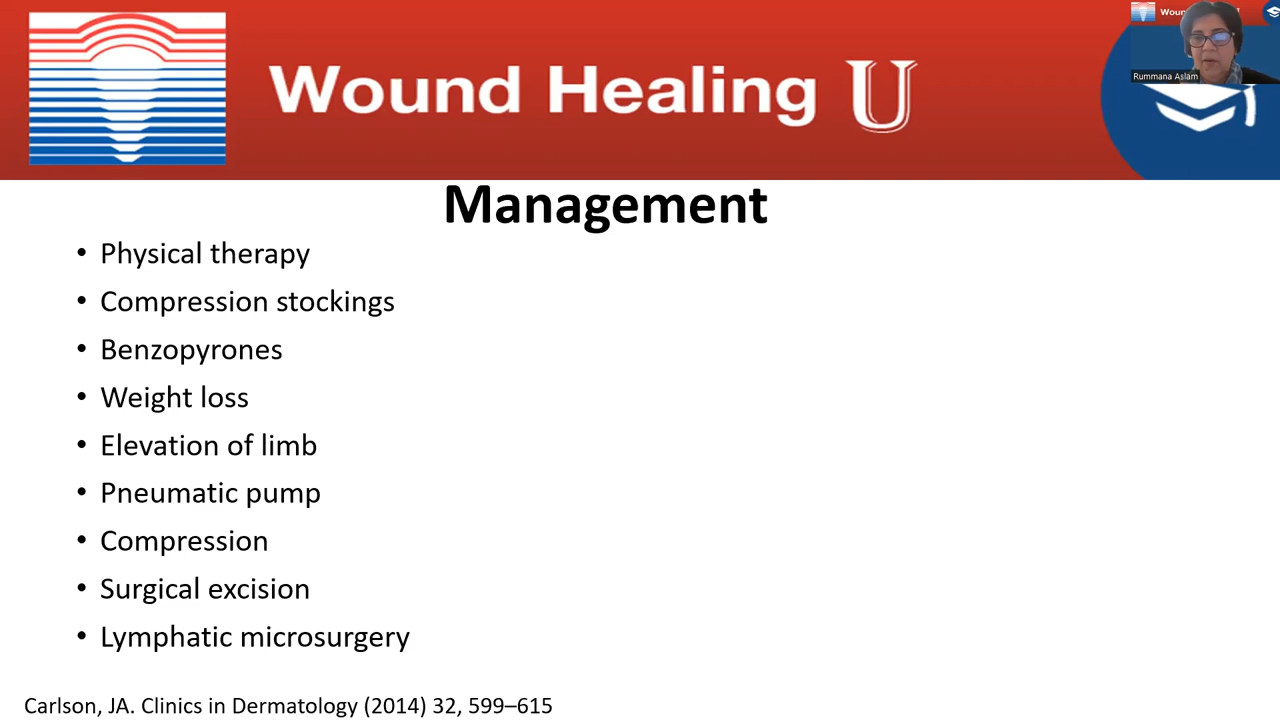 Wound Healing U
Woun
U
Rummana Aslam
Management
• Physical therapy
• Compression stockings
• Benzopyrones
• Weight loss
• Elevation of limb
• Pneumatic pump
• Compression
• Surgical excision
• Lymphatic microsurgery
Carlson, JA. Clinics in Dermatology (2014) 32, 599–615